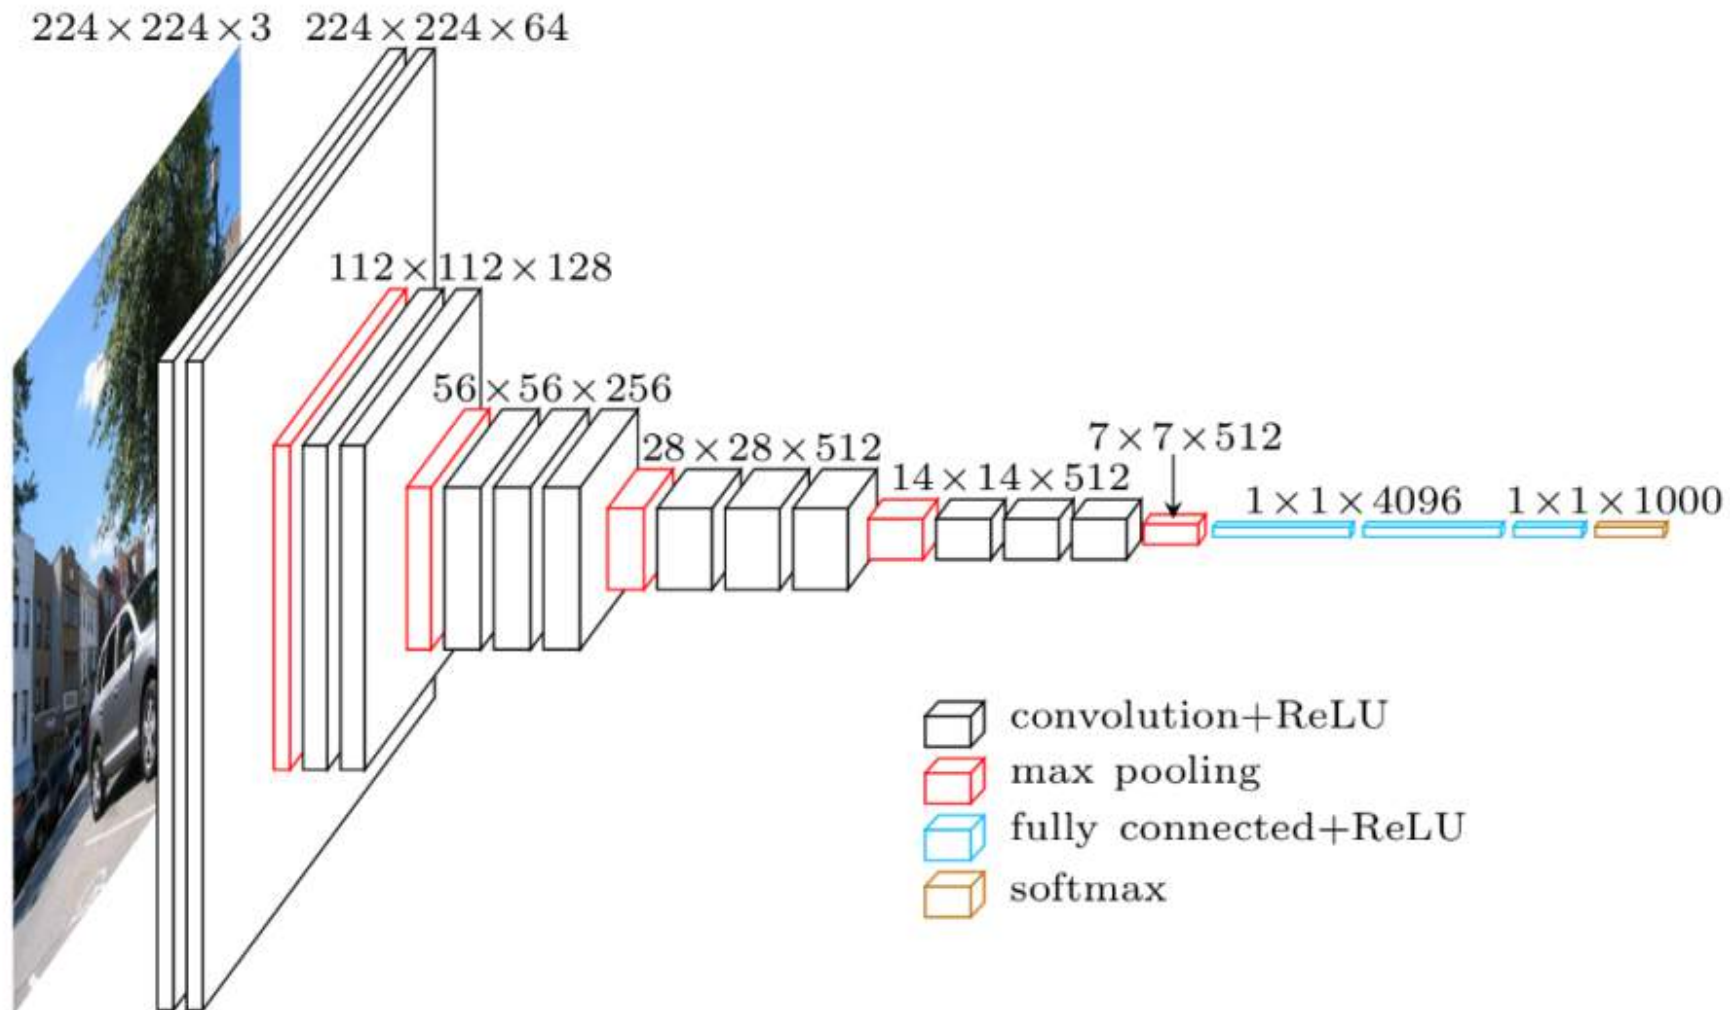 224×224×3
224×224×64
112×112×128
56×56×256
28×28×512
14×14×512
7×7×512
1×1×4096
1×1×1000
convolution+ReLU
max pooling
fully connected+ReLU
softmax